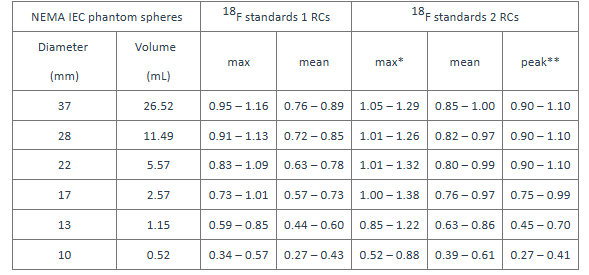 NEMA IEC phantom spheres 18F standards 1 RCs 18F standards 2 RCs
Diameter (mm) Volume (mL) max mean max* mean peak**
37 26.52 0.95 – 1.16 0.76 – 0.89 1.05 – 1.29 0.85 – 1.00 0.90 – 1.10
28 11.49 0.91 – 1.13 0.72 – 0.85 1.01 – 1.26 0.82 – 0.97 0.90 – 1.10
22 5.57 0.83 – 1.09 0.63 – 0.78 1.01 – 1.32 0.80 – 0.99 0.90 – 1.10
17 2.57 0.73 – 1.01 0.57 – 0.73 1.00 – 1.38 0.76 – 0.97 0.75 – 0.99
13 1.15 0.59 – 0.85 0.44 – 0.60 0.85 – 1.22 0.63 – 0.86 0.45 – 0.70
10 0.52 0.34 – 0.57 0.27 – 0.43 0.52 – 0.88 0.39 – 0.61 0.27 – 0.41